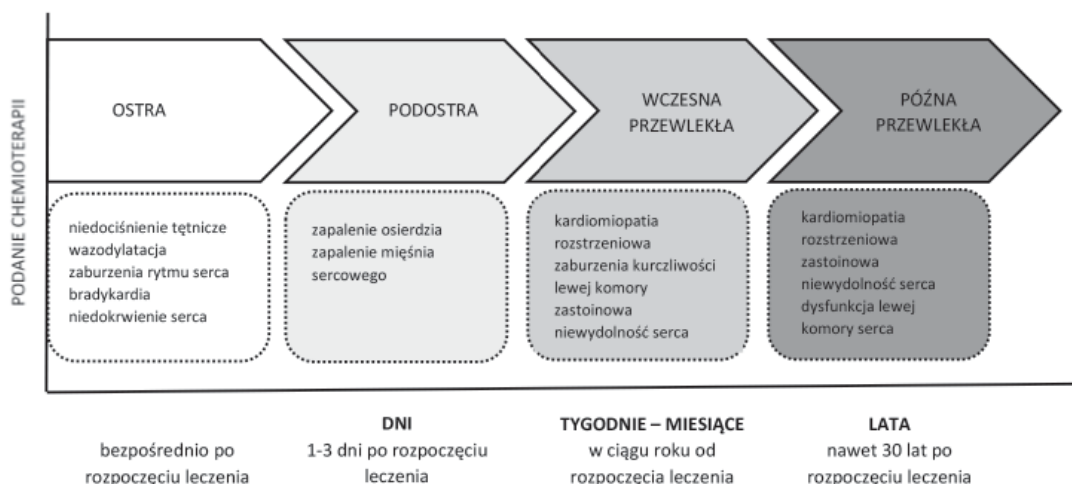 PODANIE CHEMIOTERAPII
OSTRA
PODOSTRA
WCZESNA
PRZEWLEKŁA
PÓŹNA
PRZEWLEKŁA
niedociśnienie tętnicze
wazodylatacja
zaburzenia rytmu serca
bradykardia
niedokrwienie serca
zapalenie osierdzia
zapalenie mięśnia
sercowego
kardiomiopatia
rozstrzeniowa
zaburzenia kurczliwości
lewej komory
zastoinowa
niewydolność serca
kardiomiopatia
rozstrzeniowa
zastoinowa
niewydolność serca
dysfunkcja lewej
komory serca
bezpośrednio po
rozpoczęciu leczenia
DNI
1-3 dni po rozpoczęciu
leczenia
TYGODNIE – MIESIĄCE
w ciągu roku od
rozpoczęcia leczenia
LATA
nawet 30 lat po
rozpoczęciu leczenia